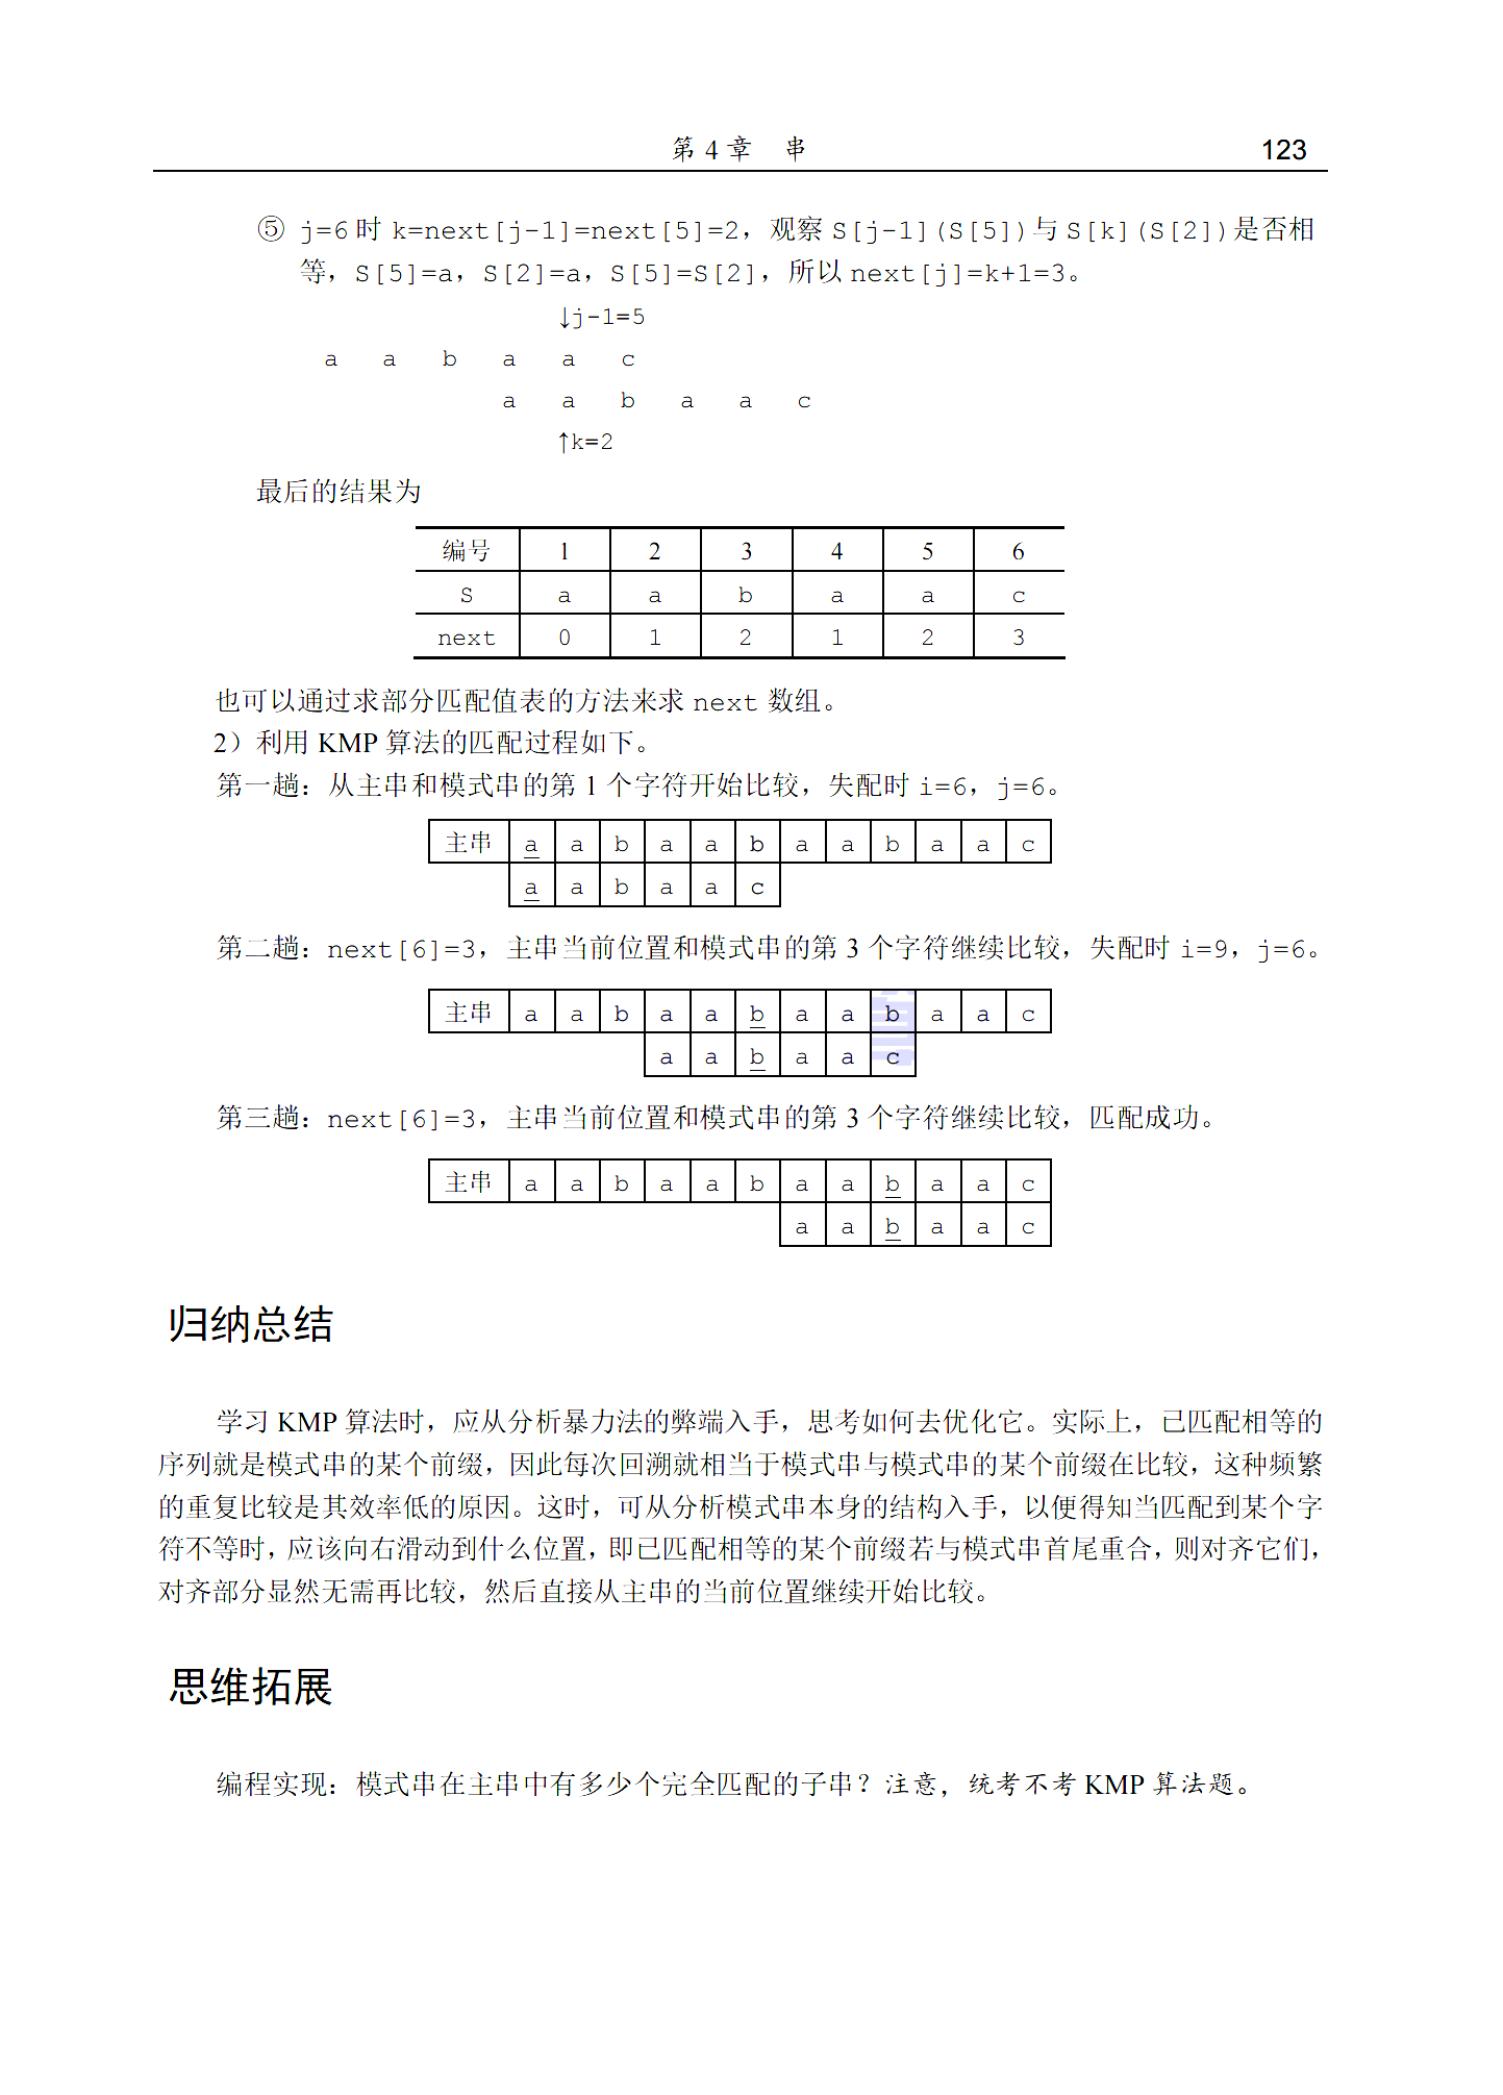 第 4 章 串 123
⑤ j=6 时 k=next[j-1]=next[5]=2，观察 S[j-1](S[5])与 S[k](S[2])是否相
等，S[5]=a，S[2]=a，S[5]=S[2]，所以 next[j]=k+1=3。
↓j-1=5
a a b a a c
a a b a a c
↑k=2
最后的结果为
编号 1 2 3 4 5 6
S a a b a a c
next 0 1 2 1 2 3
也可以通过求部分匹配值表的方法来求 next 数组。
2）利用 KMP 算法的匹配过程如下。
第一趟：从主串和模式串的第 1 个字符开始比较，失配时 i=6，j=6。
主串 a a b a a b a a b a a c
a a b a a c
第二趟：next[6]=3，主串当前位置和模式串的第 3 个字符继续比较，失配时 i=9，j=6。
主串 a a b a a b a a b a a c
a a b a a c
第三趟：next[6]=3，主串当前位置和模式串的第 3 个字符继续比较，匹配成功。
主串 a a b a a b a a b a a c
a a b a a c
归纳总结
学习 KMP 算法时，应从分析暴力法的弊端入手，思考如何去优化它。实际上，已匹配相等的
序列就是模式串的某个前缀，因此每次回溯就相当于模式串与模式串的某个前缀在比较，这种频繁
的重复比较是其效率低的原因。这时，可从分析模式串本身的结构入手，以便得知当匹配到某个字
符不等时，应该向右滑动到什么位置，即已匹配相等的某个前缀若与模式串首尾重合，则对齐它们，
对齐部分显然无需再比较，然后直接从主串的当前位置继续开始比较。
思维拓展
编程实现：模式串在主串中有多少个完全匹配的子串？注意，统考不考 KMP 算法题。